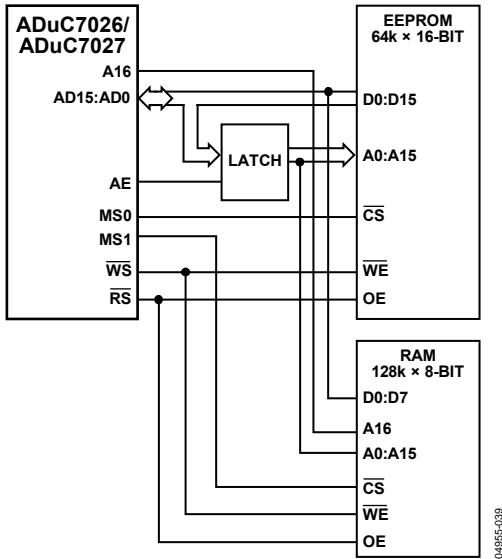 ADuC7026/
ADuC7027
A16
AD15:AD0
AE
MS0
MS1
WS
RS
LATCH
EEPROM
64k × 16-BIT
D0:D15
A0:A15
CS
WE
OE
RAM
128k × 8-BIT
D0:D7
A16
A0:A15
CS
WE
OE
04955-039